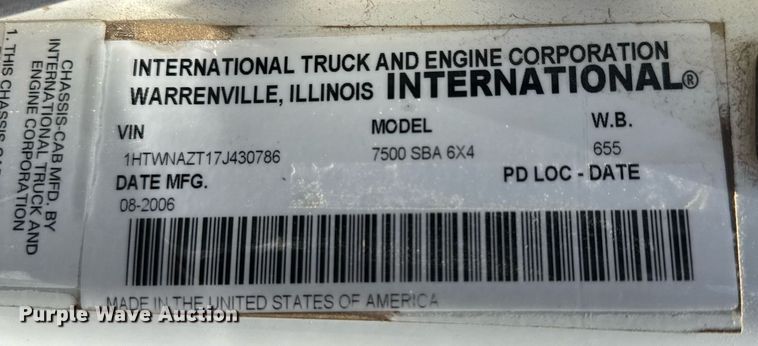 CHASSIS-CAB MFD. BY
INTERNATIONAL TRUCK AND
ENGINE CORPORATION
1. THIS CHASSIS-CAB
INTERNATIONAL TRUCK AND ENGINE CORPORATION
WARRENVILLE, ILLINOIS INTERNATIONAL®
VIN MODEL W.B.
1HTWNAZT17J430786 7500 SBA 6X4 655
DATE MFG. PD LOC - DATE
08-2006
MADE IN THE UNITED STATES OF AMERICA
Purple Wave Auction